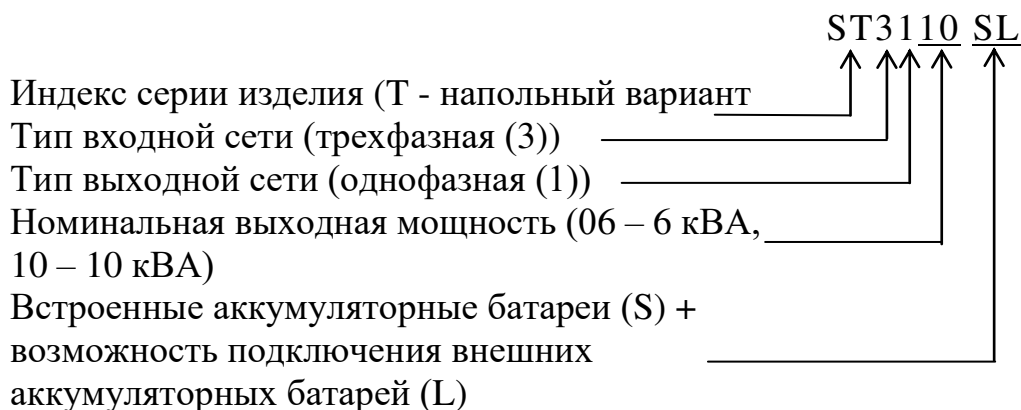 ST3110 SL
Индекс серии изделия (Т - напольный вариант
Тип входной сети (трехфазная (3))
Тип выходной сети (однофазная (1))
Номинальная выходная мощность (06 – 6 кВА,
10 – 10 кВА)
Встроенные аккумуляторные батареи (S) +
возможность подключения внешних
аккумуляторных батарей (L)